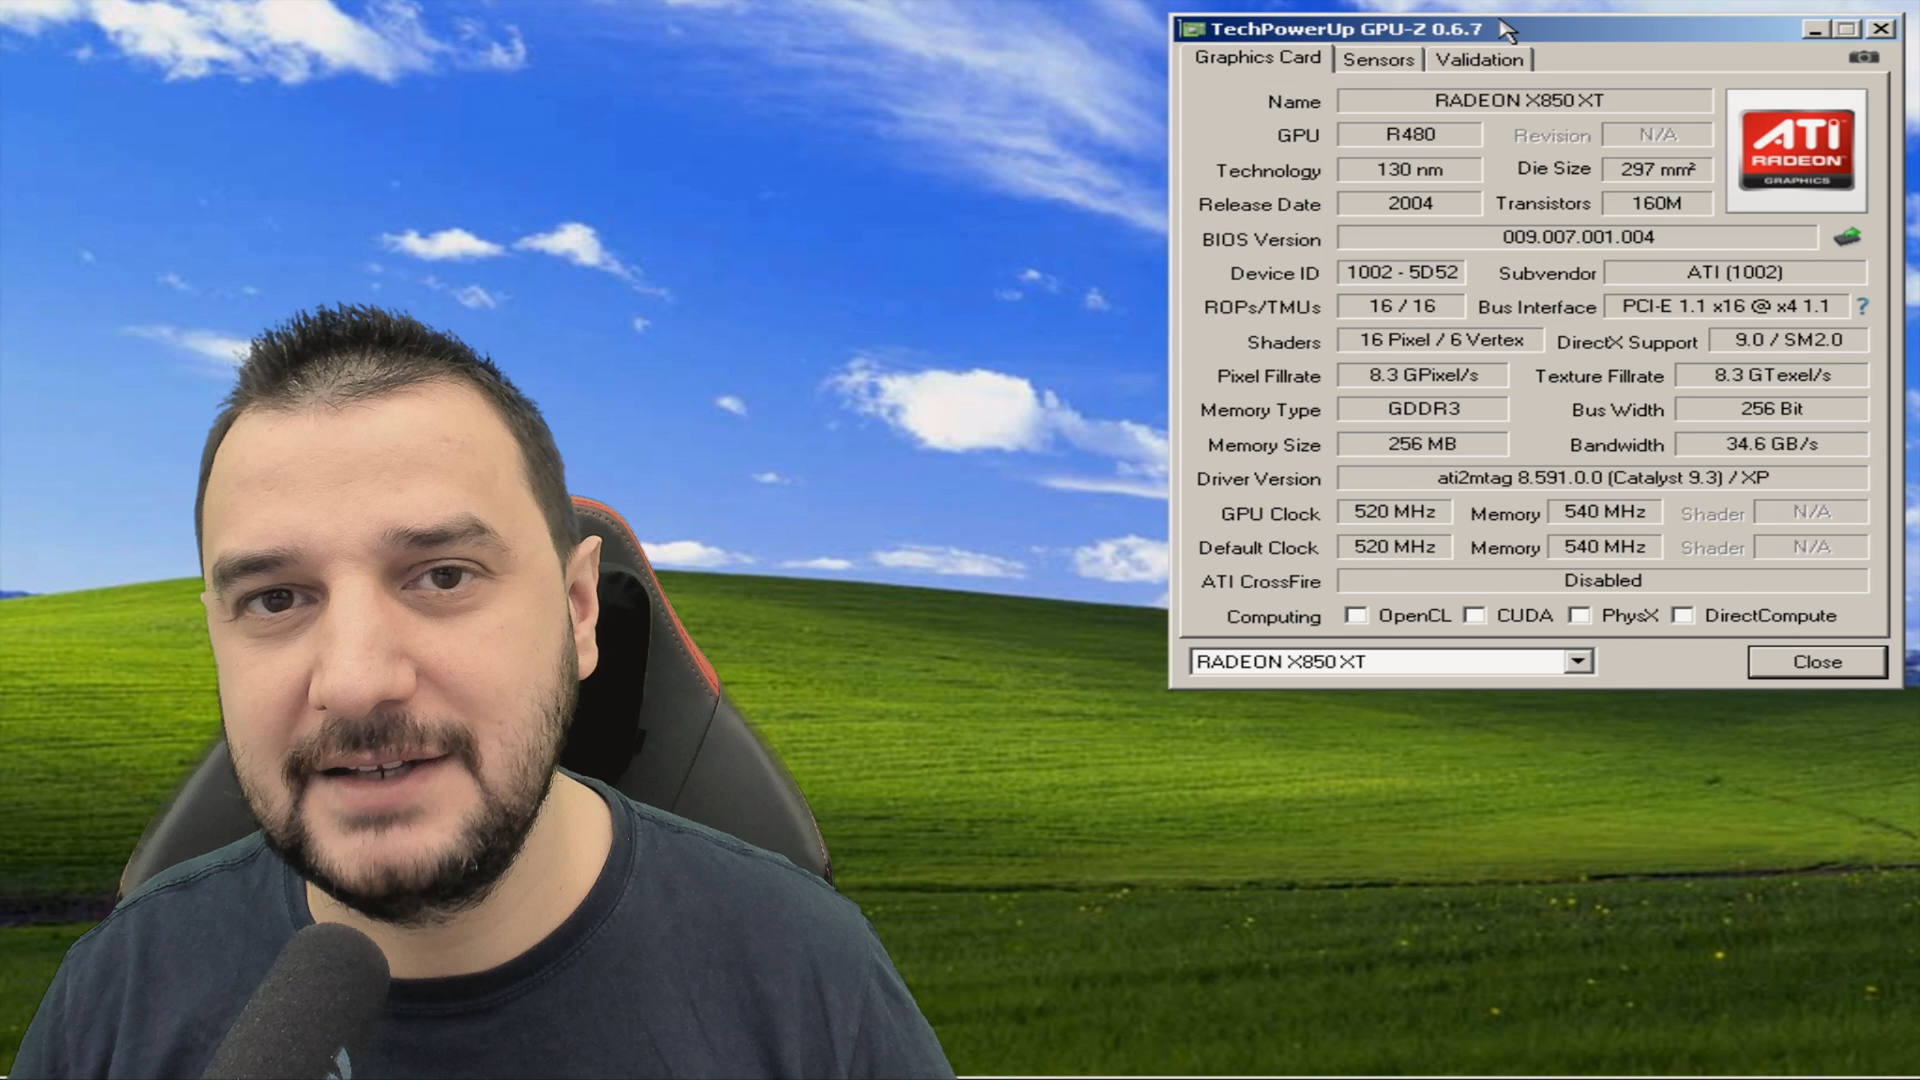 TechPowerUp GPU-Z 0.6.7
Graphics Card Sensors Validation
Name RADEON X850 XT
GPU R480 Revision N/A
Technology 130 nm Die Size 297 mm²
Release Date 2004 Transistors 160M
ATI
RADEON
GRAPHICS
BIOS Version 009.007.001.004
Device ID 1002 - 5D52 Subvendor ATI (1002)
ROPs/TMUs 16 / 16 Bus Interface PCI-E 1.1 x16 @ x4 1.1 ?
Shaders 16 Pixel / 6 Vertex DirectX Support 9.0 / SM2.0
Pixel Fillrate 8.3 GPixel/s Texture Fillrate 8.3 GTexel/s
Memory Type GDDR3 Bus Width 256 Bit
Memory Size 256 MB Bandwidth 34.6 GB/s
Driver Version ati2mtag 8.591.0.0 (Catalyst 9.3) / XP
GPU Clock 520 MHz Memory 540 MHz Shader N/A
Default Clock 520 MHz Memory 540 MHz Shader N/A
ATI CrossFire Disabled
Computing OpenCL CUDA PhysX DirectCompute
RADEON X850 XT Close